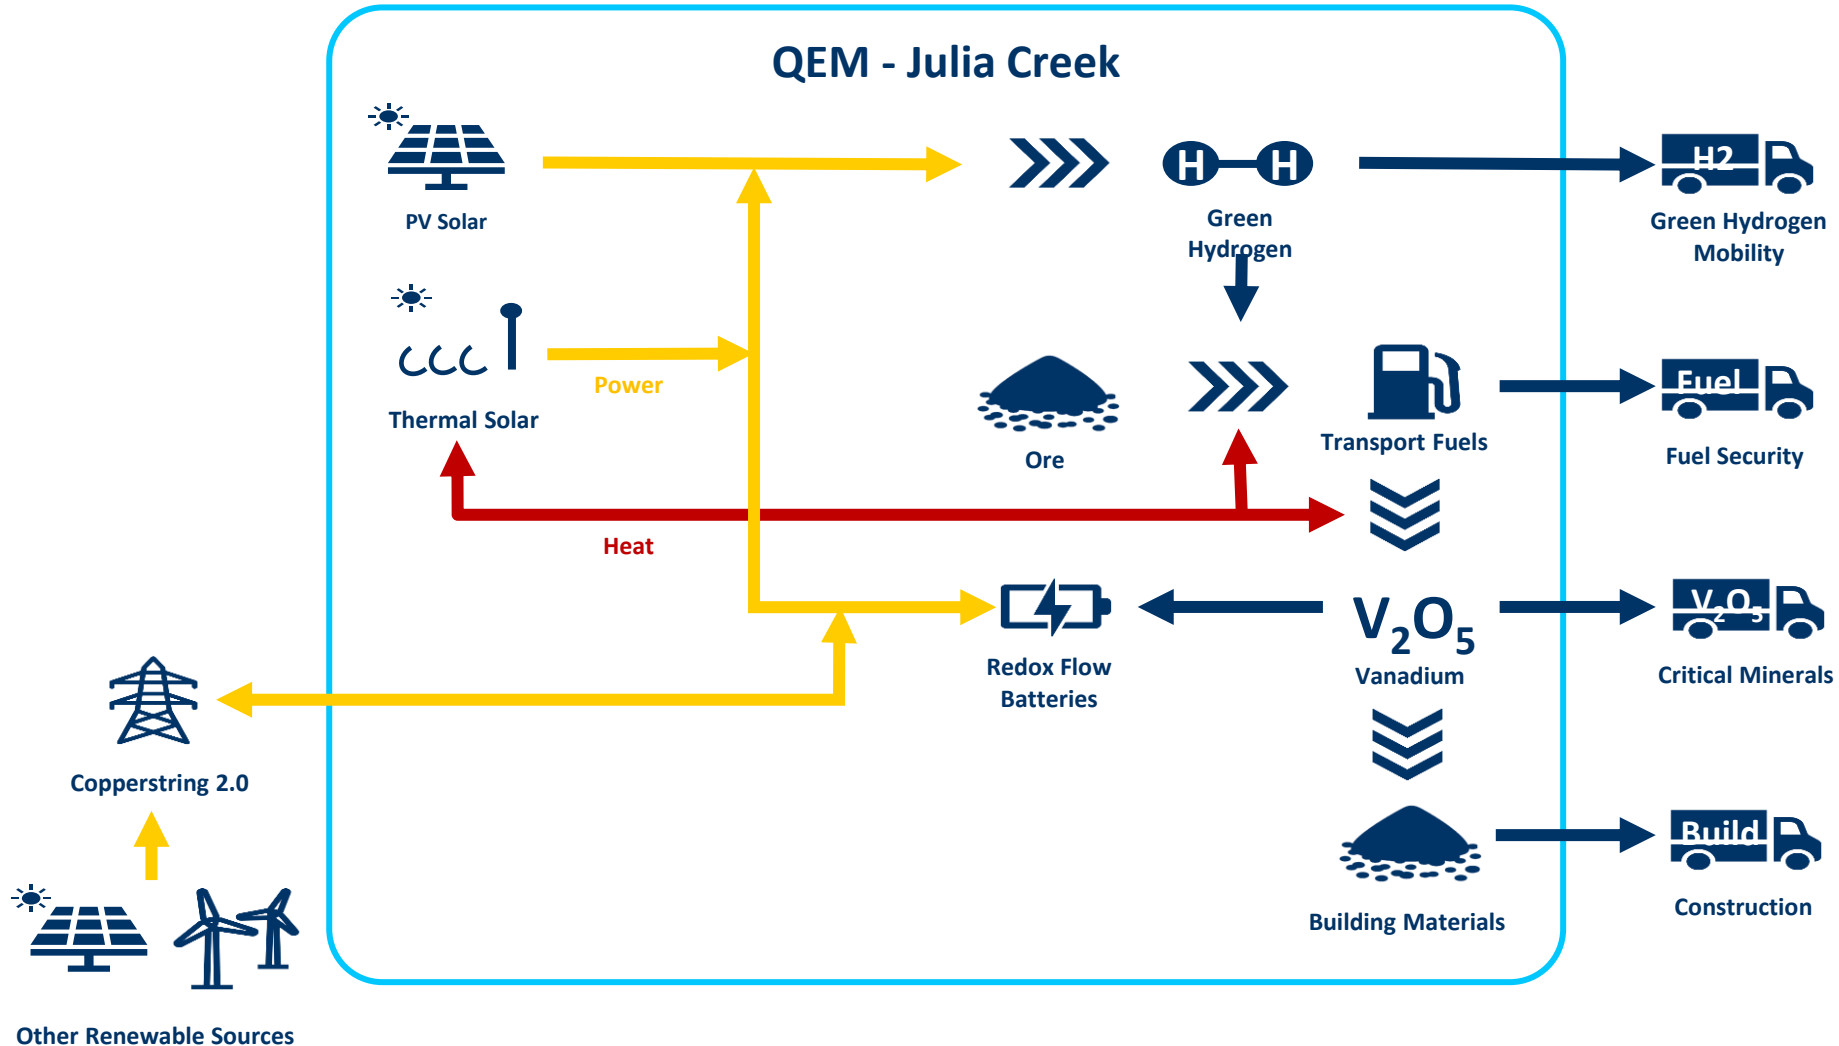 QEM - Julia Creek
PV Solar
H H
Green
Hydrogen
H2
Green Hydrogen
Mobility
Thermal Solar
Power
Ore
Transport Fuels
Fuel
Fuel Security
Heat
Redox Flow
Batteries
V₂O₅
Vanadium
V₂O₅
Critical Minerals
Copperstring 2.0
Building Materials
Build
Construction
Other Renewable Sources